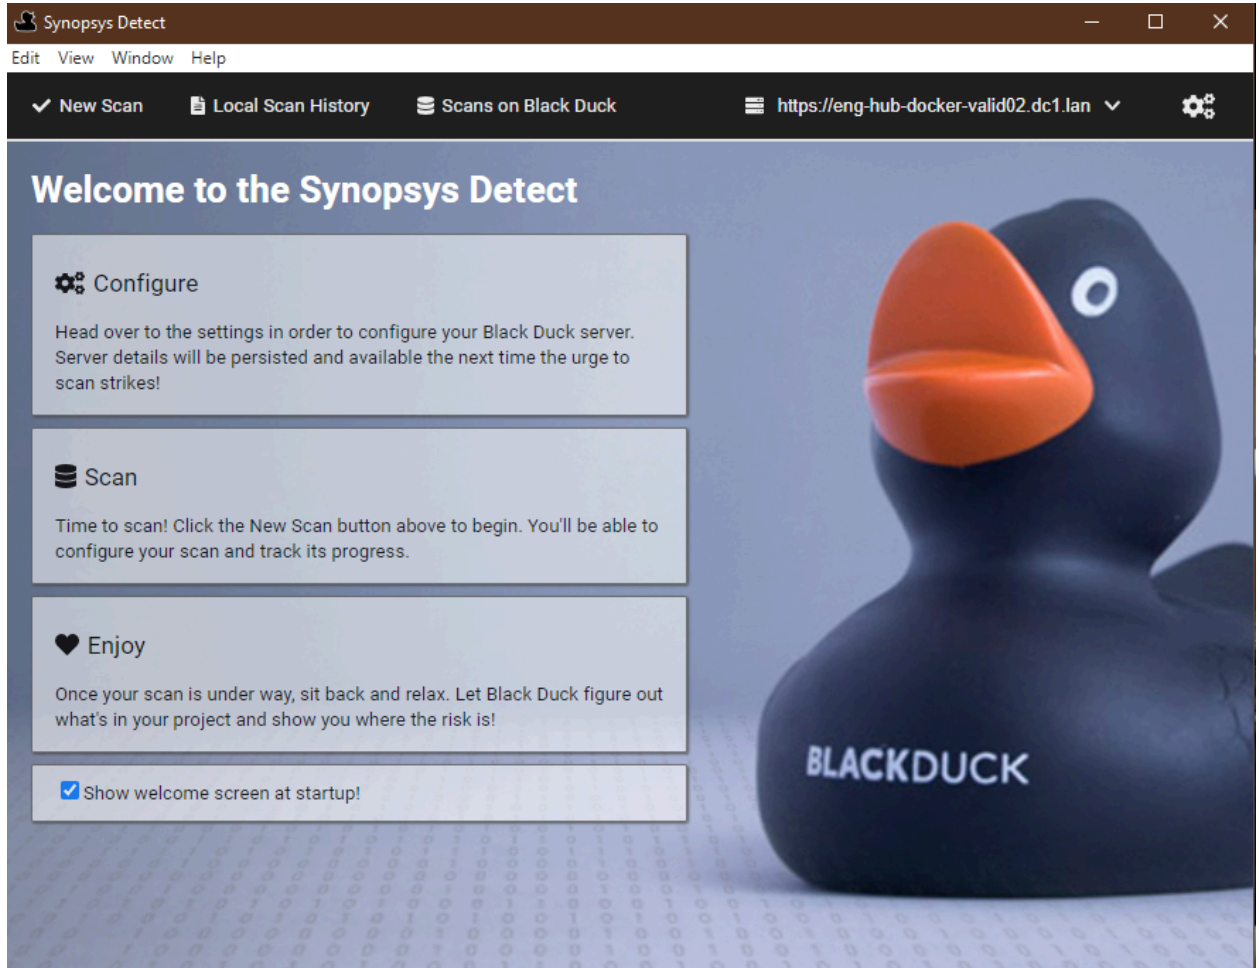 Synopsys Detect
Edit View Window Help
New Scan Local Scan History Scans on Black Duck https://eng-hub-docker-valid02.dc1.lan
Welcome to the Synopsys Detect
Configure
Head over to the settings in order to configure your Black Duck server.
Server details will be persisted and available the next time the urge to
scan strikes!
Scan
Time to scan! Click the New Scan button above to begin. You'll be able to
configure your scan and track its progress.
Enjoy
Once your scan is under way, sit back and relax. Let Black Duck figure out
what's in your project and show you where the risk is!
Show welcome screen at startup!
BLACKDUCK